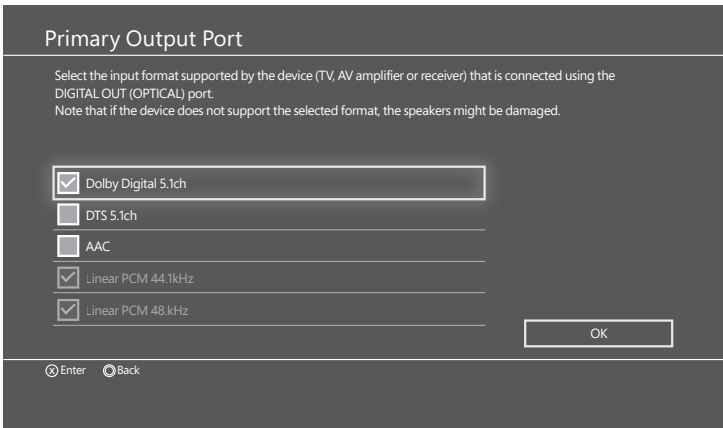 Primary Output Port
Select the input format supported by the device (TV, AV amplifier or receiver) that is connected using the
DIGITAL OUT (OPTICAL) port.
Note that if the device does not support the selected format, the speakers might be damaged.
Dolby Digital 5.1ch
DTS 5.1ch
AAC
Linear PCM 44.1kHz
Linear PCM 48.kHz
OK
Enter Back